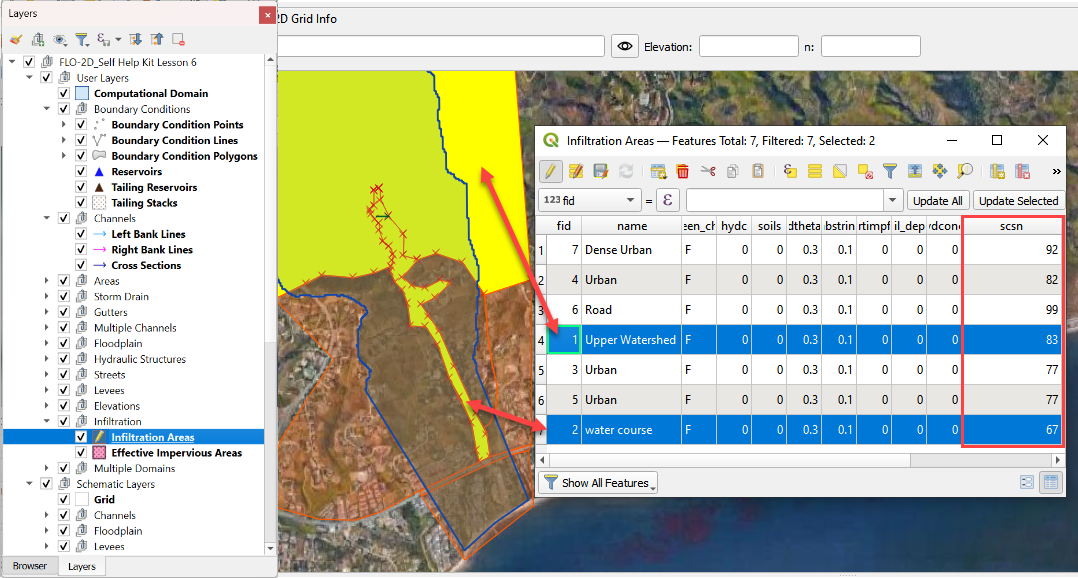 Layers
2D Grid Info
Elevation:
n:
FLO-2D_Self Help Kit Lesson 6
User Layers
Computational Domain
Boundary Conditions
Boundary Condition Points
Boundary Condition Lines
Boundary Condition Polygons
Reservoirs
Tailing Reservoirs
Tailing Stacks
Channels
Left Bank Lines
Right Bank Lines
Cross Sections
Areas
Storm Drain
Gutters
Multiple Channels
Floodplain
Hydraulic Structures
Streets
Levees
Elevations
Infiltration
Infiltration Areas
Effective Impervious Areas
Multiple Domains
Schematic Layers
Grid
Channels
Floodplain
Levees
Browser Layers
Infiltration Areas — Features Total: 7, Filtered: 7, Selected: 2
»
123 fid = ε Update All Update Selected
fid name een_ch hydc soils dtheta bstrin rtimpf il_dep dcon scsn
1 7 Dense Urban F 0 0 0.3 0.1 0 0 0 92
2 4 Urban F 0 0 0.3 0.1 0 0 0 82
3 6 Road F 0 0 0.3 0.1 0 0 0 99
4 1 Upper Watershed F 0 0 0.3 0.1 0 0 0 83
5 3 Urban F 0 0 0.3 0.1 0 0 0 77
6 5 Urban F 0 0 0.3 0.1 0 0 0 77
7 2 water course F 0 0 0.3 0.1 0 0 0 67
Show All Features